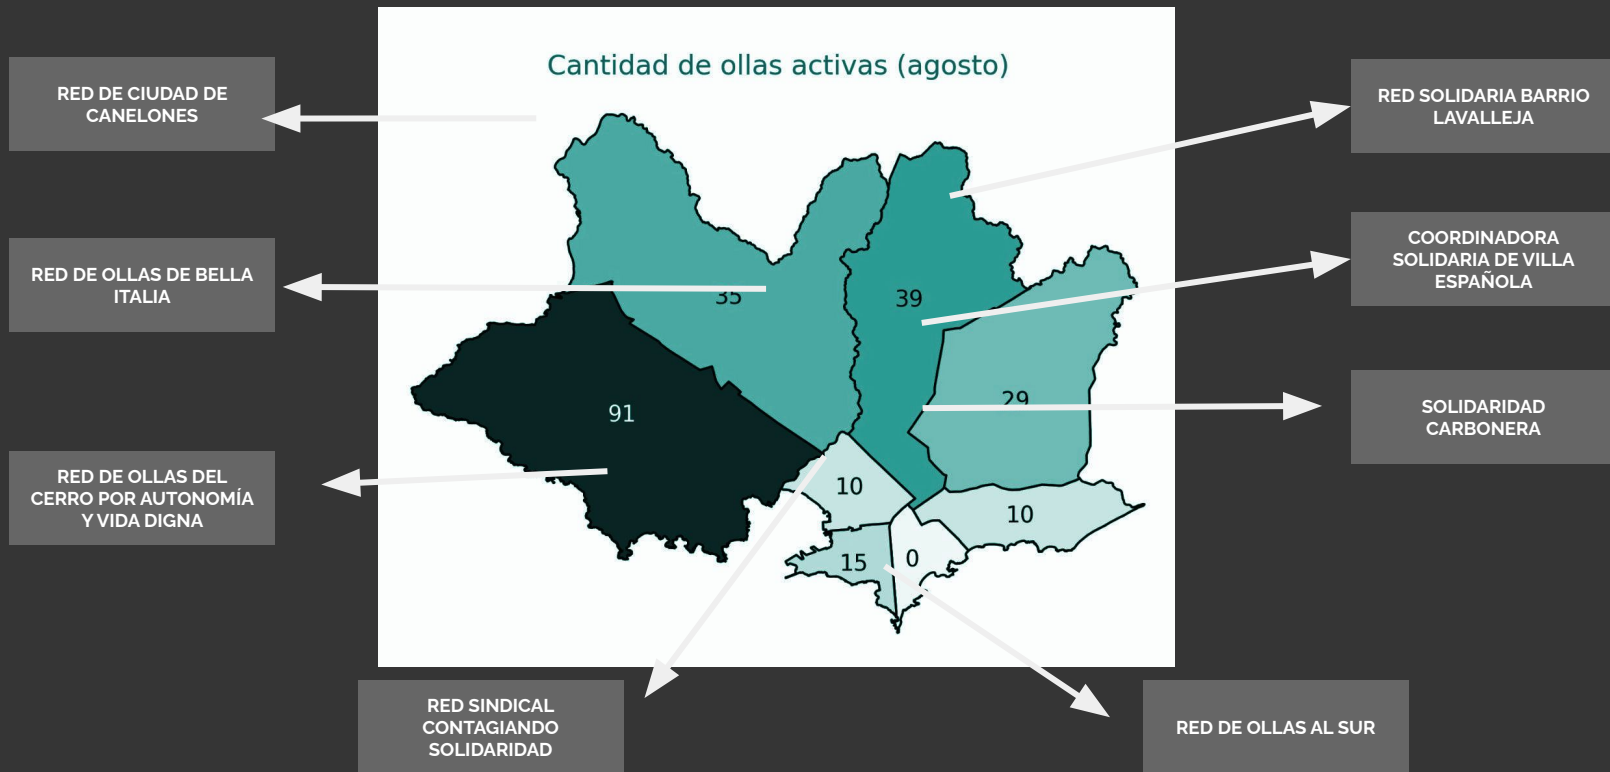 Cantidad de ollas activas (agosto)
RED DE CIUDAD DE
CANELONES
RED DE OLLAS DE BELLA
ITALIA
RED DE OLLAS DEL
CERRO POR AUTONOMÍA
Y VIDA DIGNA
RED SINDICAL
CONTAGIANDO
SOLIDARIDAD
35
39
91
29
10
10
15
0
RED SOLIDARIA BARRIO
LAVALLEJA
COORDINADORA
SOLIDARIA DE VILLA
ESPAÑOLA
SOLIDARIDAD
CARBONERA
RED DE OLLAS AL SUR